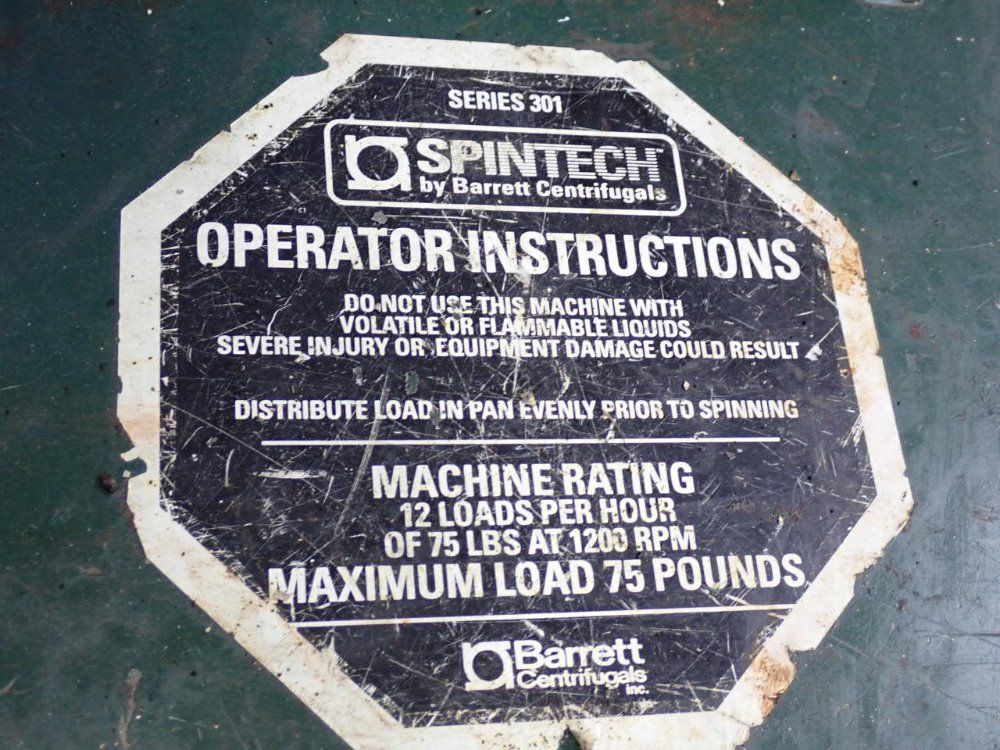 SERIES 301
SPINTECH
by Barrett Centrifugals
OPERATOR INSTRUCTIONS
DO NOT USE THIS MACHINE WITH
VOLATILE OR FLAMMABLE LIQUIDS
SEVERE INJURY OR EQUIPMENT DAMAGE COULD RESULT
DISTRIBUTE LOAD IN PAN EVENLY PRIOR TO SPINNING
MACHINE RATING
12 LOADS PER HOUR
OF 75 LBS AT 1200 RPM
MAXIMUM LOAD 75 POUNDS
Barrett
Centrifugals
inc.